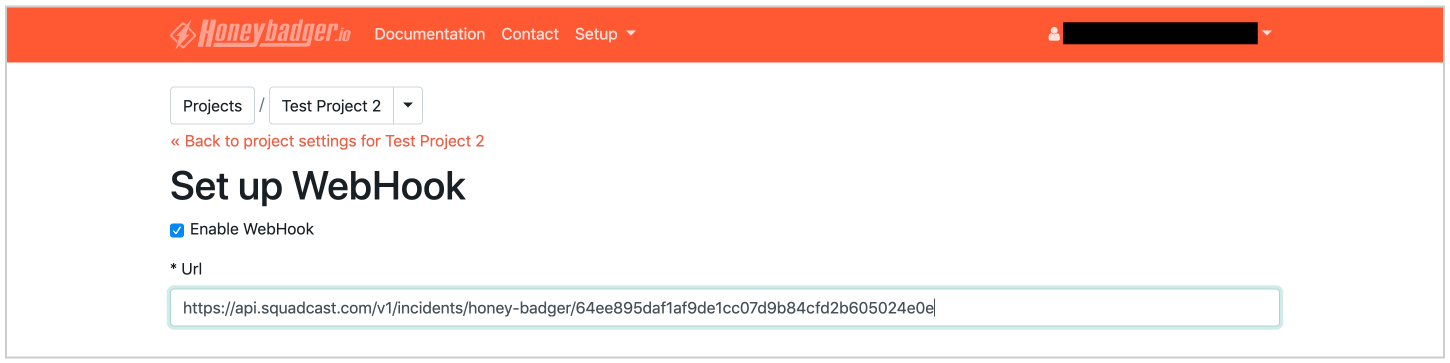 Honeybadger.io Documentation Contact Setup
Projects / Test Project 2
« Back to project settings for Test Project 2
Set up WebHook
Enable WebHook
* Url
https://api.squadcast.com/v1/incidents/honey-badger/64ee895daf1af9de1cc07d9b84cfd2b605024e0e